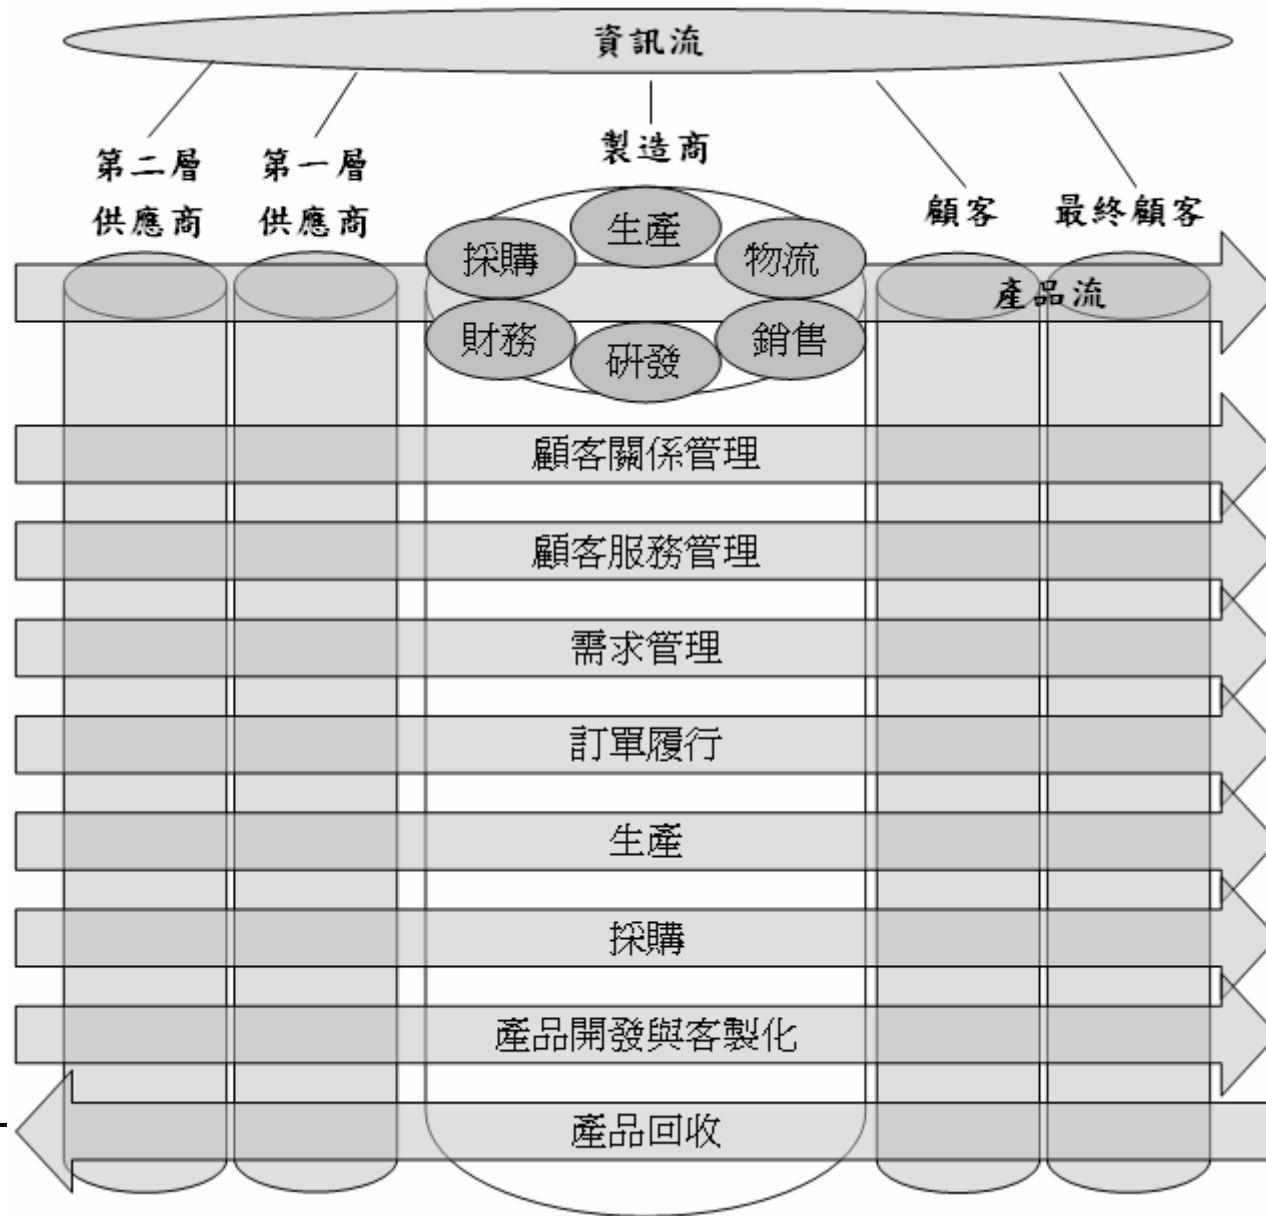 資訊流
製造商
第二層
供應商
第一層
供應商
顧客
最終顧客
生產
採購
物流
產品流
財務
研發
銷售
顧客關係管理
顧客服務管理
需求管理
訂單履行
生產
採購
產品開發與客製化
產品回收